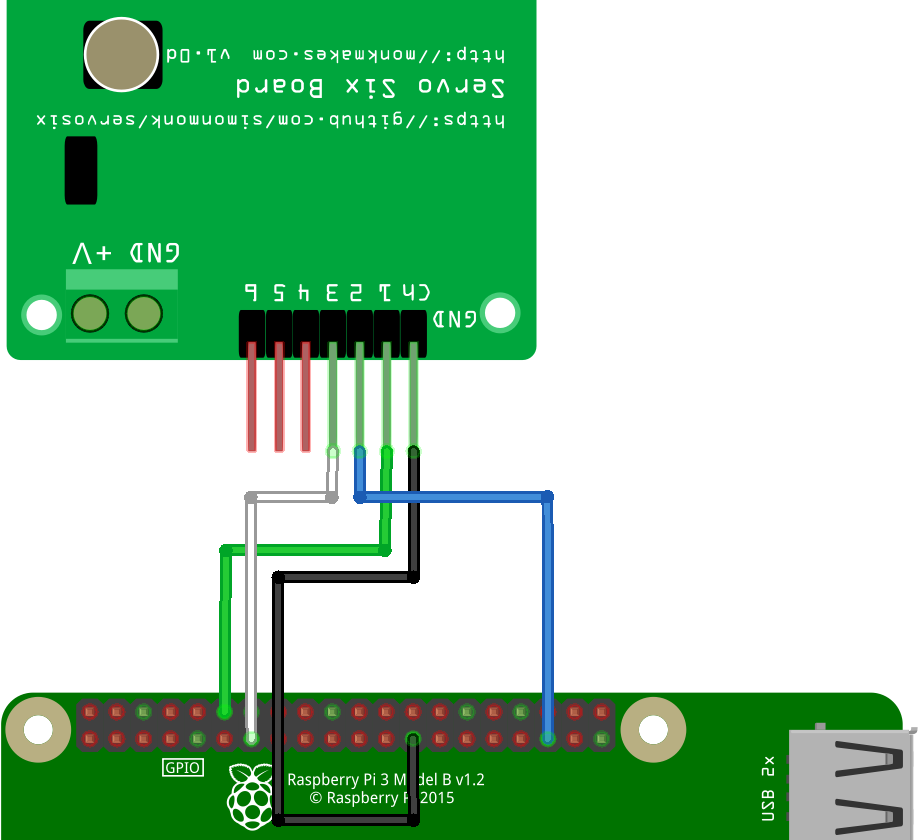 http://monkmakes.com v1.0d
Servo Six Board
https://github.com/simonmonk/servosix
GND +V
Ch 1 2 3 4 5 6
GND
GPIO
Raspberry Pi 3 Model B v1.2
© Raspberry Pi 2015
USB 2x